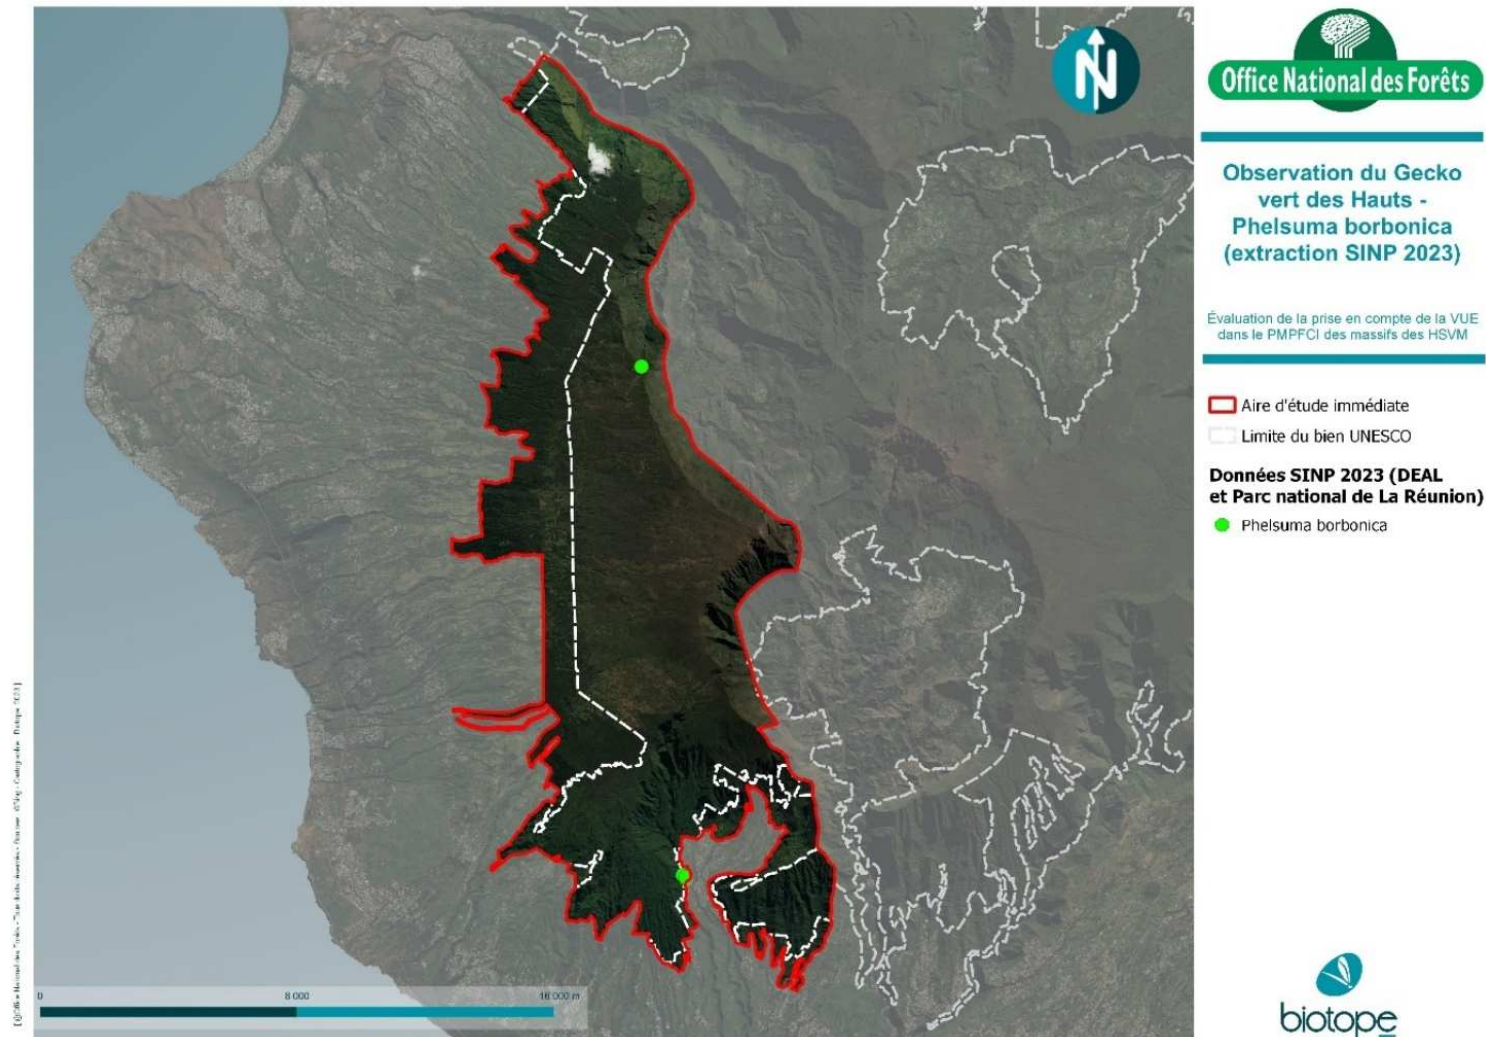 N
Office National des Forêts
Observation du Gecko
vert des Hauts -
Phelsuma borbonica
(extraction SINP 2023)
Évaluation de la prise en compte de la VUE
dans le PMPFCI des massifs des HSVM
Aire d'étude immédiate
Limite du bien UNESCO
Données SINP 2023 (DEAL
et Parc national de La Réunion)
Phelsuma borbonica
0 8 000 16 000 m
biotope